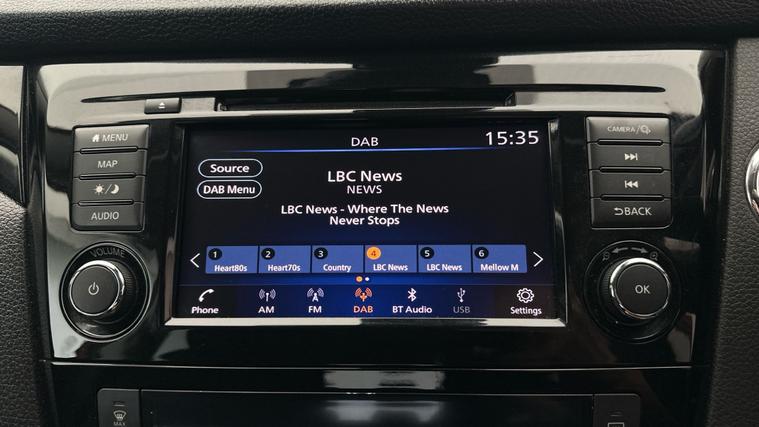 MENU
MAP
AUDIO
VOLUME
DAB
15:35
Source
DAB Menu
LBC News
NEWS
LBC News - Where The News
Never Stops
1 2 3 4 5 6
Heart80s Heart70s Country LBC News LBC News Mellow M
Phone AM FM DAB BT Audio USB Settings
CAMERA/
BACK
OK
MAX